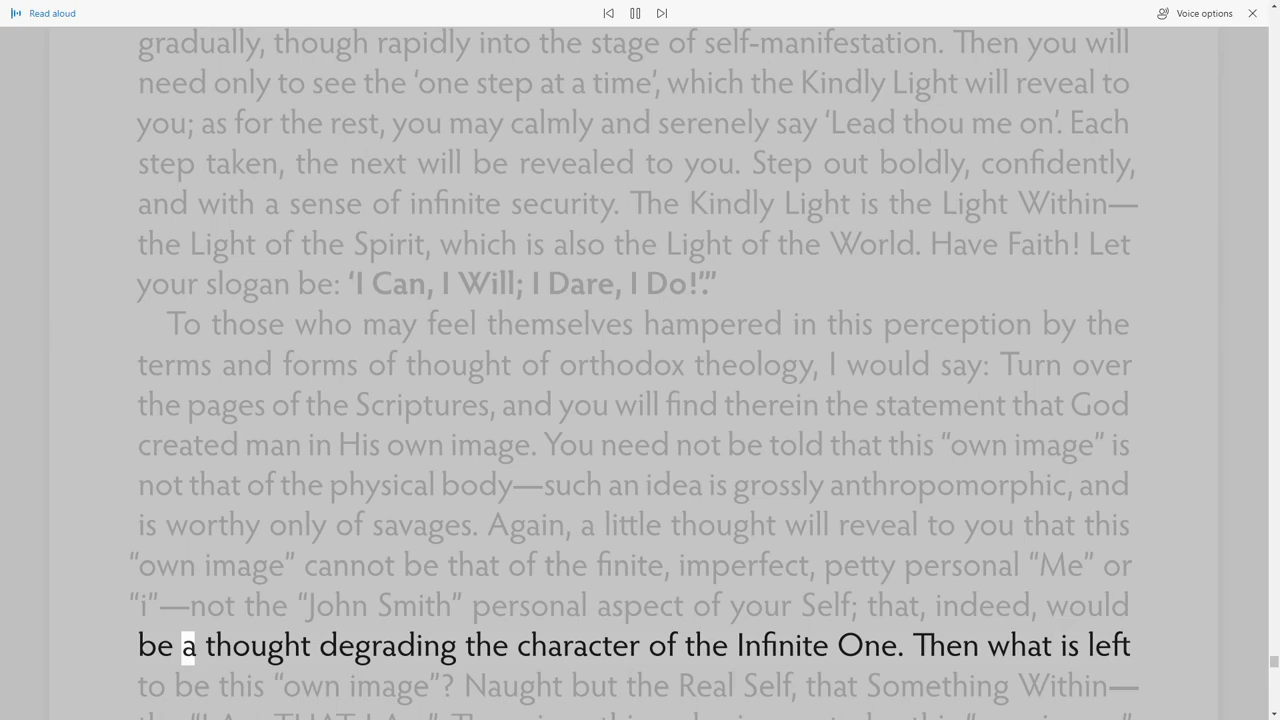 Read aloud
Voice options
gradually, though rapidly into the stage of self-manifestation. Then you will
need only to see the ‘one step at a time’, which the Kindly Light will reveal to
you; as for the rest, you may calmly and serenely say ‘Lead thou me on’. Each
step taken, the next will be revealed to you. Step out boldly, confidently,
and with a sense of infinite security. The Kindly Light is the Light Within—
the Light of the Spirit, which is also the Light of the World. Have Faith! Let
your slogan be: ‘I Can, I Will; I Dare, I Do!’.”
To those who may feel themselves hampered in this perception by the
terms and forms of thought of orthodox theology, I would say: Turn over
the pages of the Scriptures, and you will find therein the statement that God
created man in His own image. You need not be told that this “own image” is
not that of the physical body—such an idea is grossly anthropomorphic, and
is worthy only of savages. Again, a little thought will reveal to you that this
“own image” cannot be that of the finite, imperfect, petty personal “Me” or
“i”—not the “John Smith” personal aspect of your Self; that, indeed, would
be a thought degrading the character of the Infinite One. Then what is left
to be this “own image”? Naught but the Real Self, that Something Within—